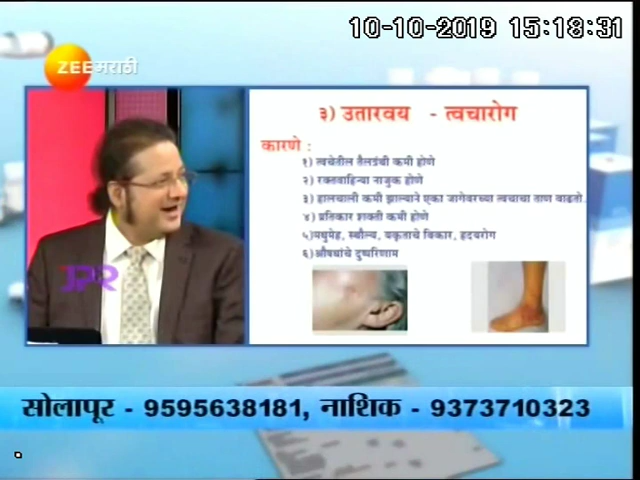 10-10-2019 15:18:31
ZEEमराठी
३) उतारवय - त्वचारोग
कारणे :
१) त्वचेतील तैलग्रंथी कमी होणे
२) रक्तवाहिन्या नाजुक होणे
३) हालचाली कमी झाल्याने एका जागेवरच्या त्वचाचा ताण वाढतो.
४) प्रतिकार शक्ती कमी होणे
५)मधुमेह, स्थौल्य, यकृताचे विकार, हृदयरोग
६)औषधांचे दुष्परिणाम
JPR
सोलापूर - 9595638181, नाशिक - 9373710323